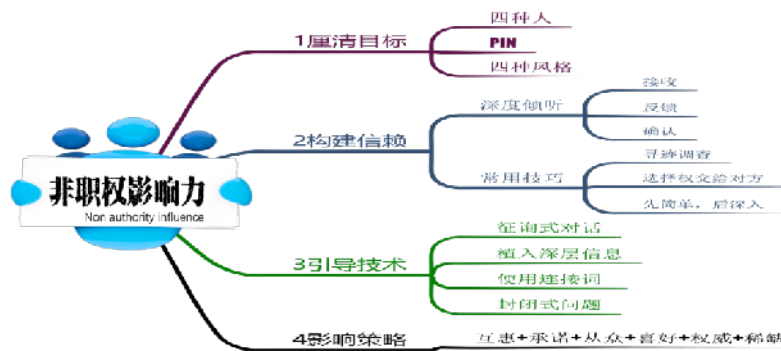 非职权影响力
Non authority influence
1厘清目标
四种人
PIN
四种风格
2构建信赖
深度倾听
接收
反馈
确认
常用技巧
寻迹调查
选择权交给对方
先简单，后深入
3引导技术
征询式对话
植入深层信息
使用连接词
封闭式问题
4影响策略
互惠+承诺+从众+喜好+权威+稀缺